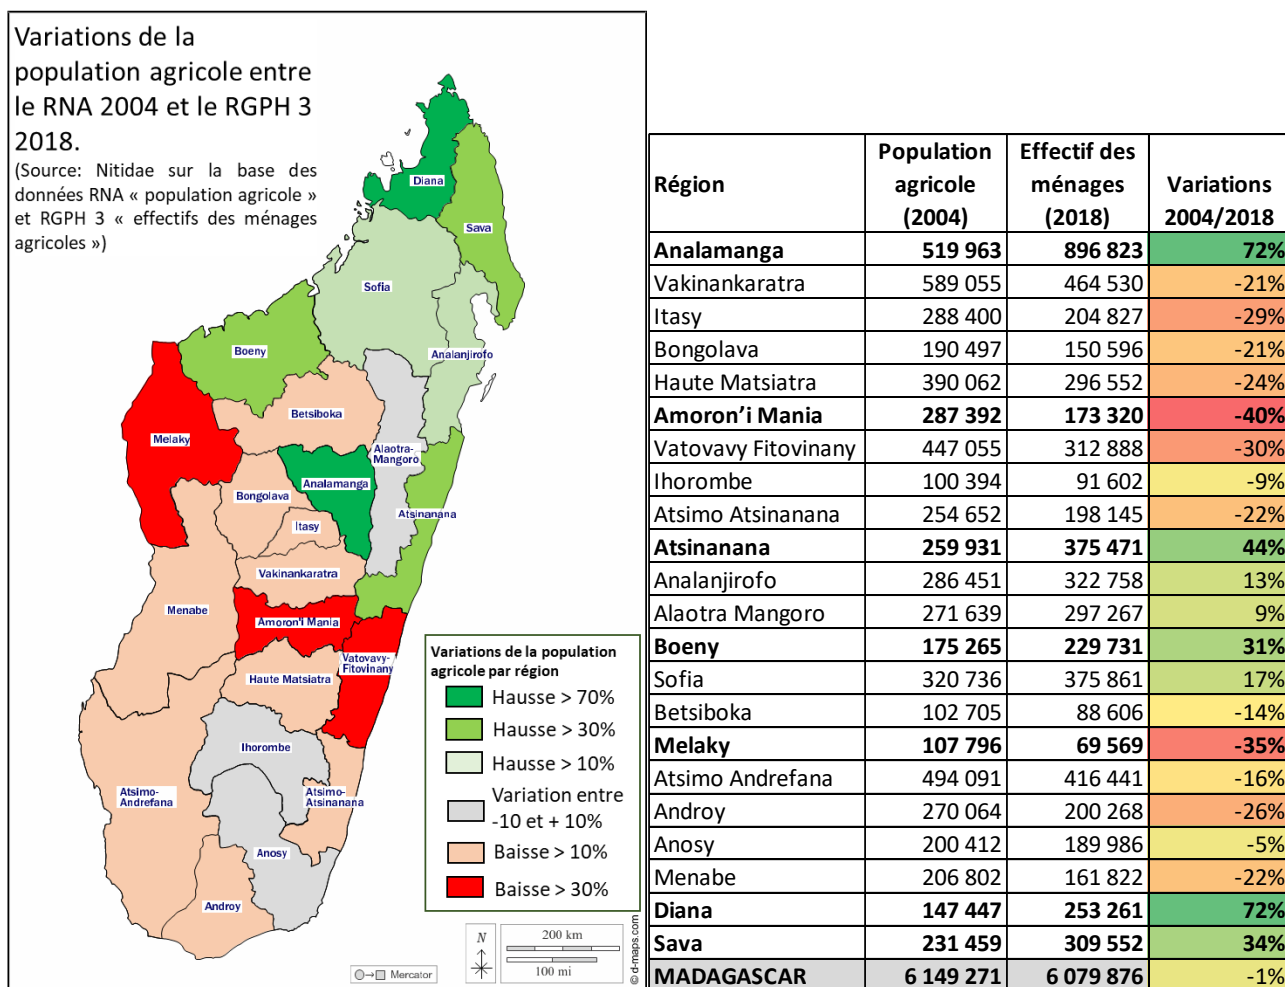 Variations de la
population agricole entre
le RNA 2004 et le RGPH 3
2018.
(Source: Nitidae sur la base des
données RNA « population agricole »
et RGPH 3 « effectifs des ménages
agricoles »)
Diana
Sava
Sofia
Analanjirofo
Boeny
Betsiboka
Melaky
Alaotra-
Mangoro
Analamanga
Bongolava
Atsinanana
Itasy
Vakinankaratra
Menabe
Amoron'i Mania
Vatovavy-
Fitovinany
Haute Matsiatra
Ihorombe
Atsimo-
Andrefana
Atsimo-
Atsinanana
Anosy
Androy
Variations de la population
agricole par région
Hausse > 70%
Hausse > 30%
Hausse > 10%
Variation entre
-10 et + 10%
Baisse > 10%
Baisse > 30%
N
200 km
100 mi
Mercator
© d-maps.com
Région Population agricole (2004) Effectif des ménages (2018) Variations 2004/2018
Analamanga 519 963 896 823 72%
Vakinankaratra 589 055 464 530 -21%
Itasy 288 400 204 827 -29%
Bongolava 190 497 150 596 -21%
Haute Matsiatra 390 062 296 552 -24%
Amoron’i Mania 287 392 173 320 -40%
Vatovavy Fitovinany 447 055 312 888 -30%
Ihorombe 100 394 91 602 -9%
Atsimo Atsinanana 254 652 198 145 -22%
Atsinanana 259 931 375 471 44%
Analanjirofo 286 451 322 758 13%
Alaotra Mangoro 271 639 297 267 9%
Boeny 175 265 229 731 31%
Sofia 320 736 375 861 17%
Betsiboka 102 705 88 606 -14%
Melaky 107 796 69 569 -35%
Atsimo Andrefana 494 091 416 441 -16%
Androy 270 064 200 268 -26%
Anosy 200 412 189 986 -5%
Menabe 206 802 161 822 -22%
Diana 147 447 253 261 72%
Sava 231 459 309 552 34%
MADAGASCAR 6 149 271 6 079 876 -1%